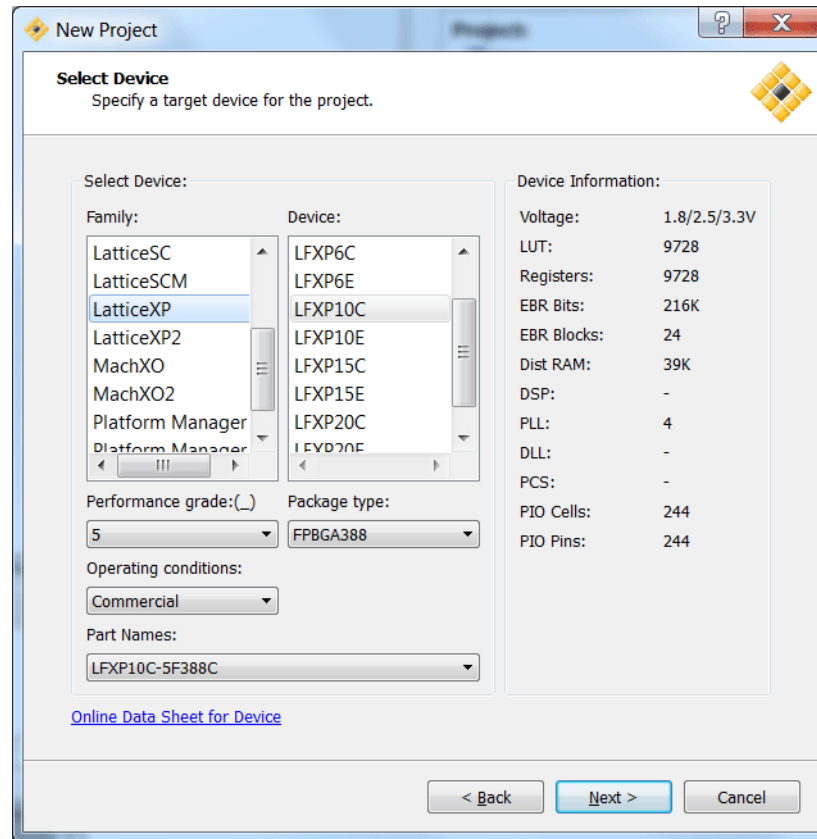 New Project
Select Device
Specify a target device for the project.
Select Device:
Family:
LatticeSC
LatticeSCM
LatticeXP
LatticeXP2
MachXO
MachXO2
Platform Manager
Platform Manager
Device:
LFXP6C
LFXP6E
LFXP10C
LFXP10E
LFXP15C
LFXP15E
LFXP20C
LFXP20E
Performance grade:(_)
5
Package type:
FPBGA388
Operating conditions:
Commercial
Part Names:
LFXP10C-5F388C
Online Data Sheet for Device
Device Information:
Voltage: 1.8/2.5/3.3V
LUT: 9728
Registers: 9728
EBR Bits: 216K
EBR Blocks: 24
Dist RAM: 39K
DSP: -
PLL: 4
DLL: -
PCS: -
PIO Cells: 244
PIO Pins: 244
< Back
Next >
Cancel